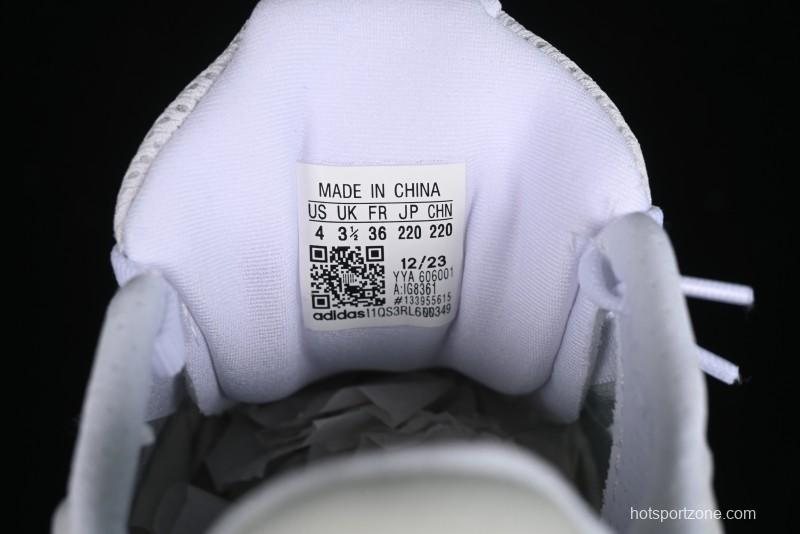 MADE IN CHINA
US UK FR JP CHN
4 3½ 36 220 220
12/23
YYA 606001
A:IG8361
#133955615
adidas I1QS3RL600349
hotsportzone.com